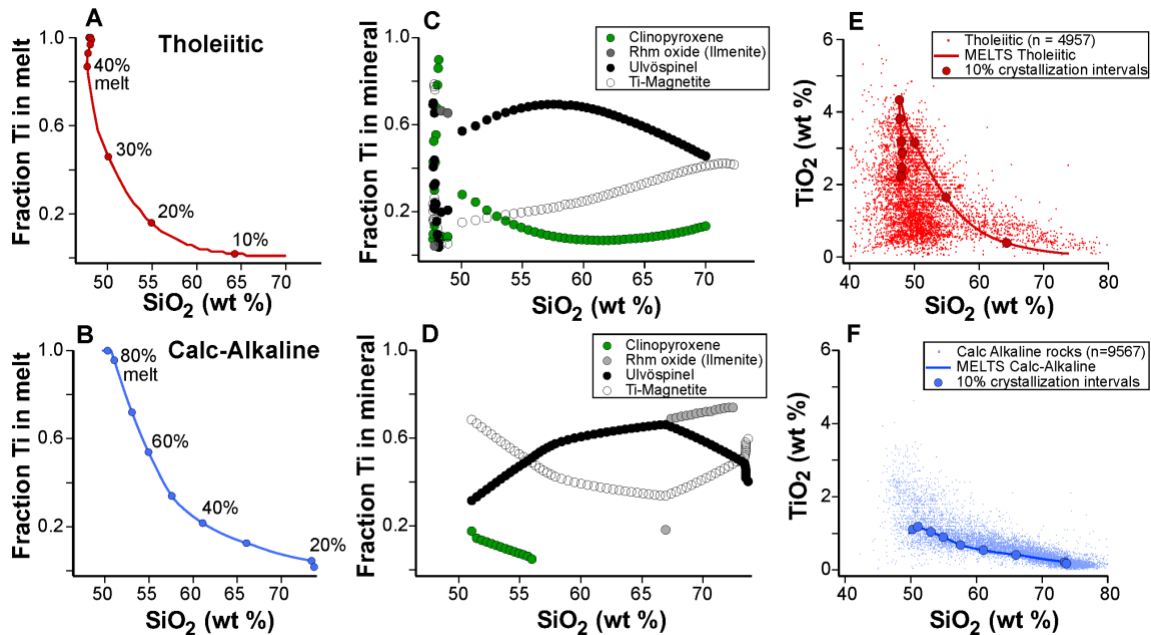 A
Tholeiitic
Fraction Ti in melt
1.0
0.6
0.2
40%
melt
30%
20%
10%
50
55
60
65
70
SiO2 (wt %)
C
Clinopyroxene
Rhm oxide (Ilmenite)
Ulvöspinel
Ti-Magnetite
Fraction Ti in mineral
1.0
0.6
0.2
50
55
60
65
70
SiO2 (wt %)
E
Tholeiitic (n = 4957)
MELTS Tholeiitic
10% crystallization intervals
TiO2 (wt %)
6
4
2
0
40
50
60
70
80
SiO2 (wt %)
B
Calc-Alkaline
Fraction Ti in melt
1.0
0.6
0.2
80%
melt
60%
40%
20%
50
55
60
65
70
SiO2 (wt %)
D
Clinopyroxene
Rhm oxide (Ilmenite)
Ulvöspinel
Ti-Magnetite
Fraction Ti in mineral
1.0
0.6
0.2
50
55
60
65
70
SiO2 (wt %)
F
Calc Alkaline rocks (n=9567)
MELTS Calc-Alkaline
10% crystallization intervals
TiO2 (wt %)
6
4
2
0
40
50
60
70
80
SiO2 (wt %)